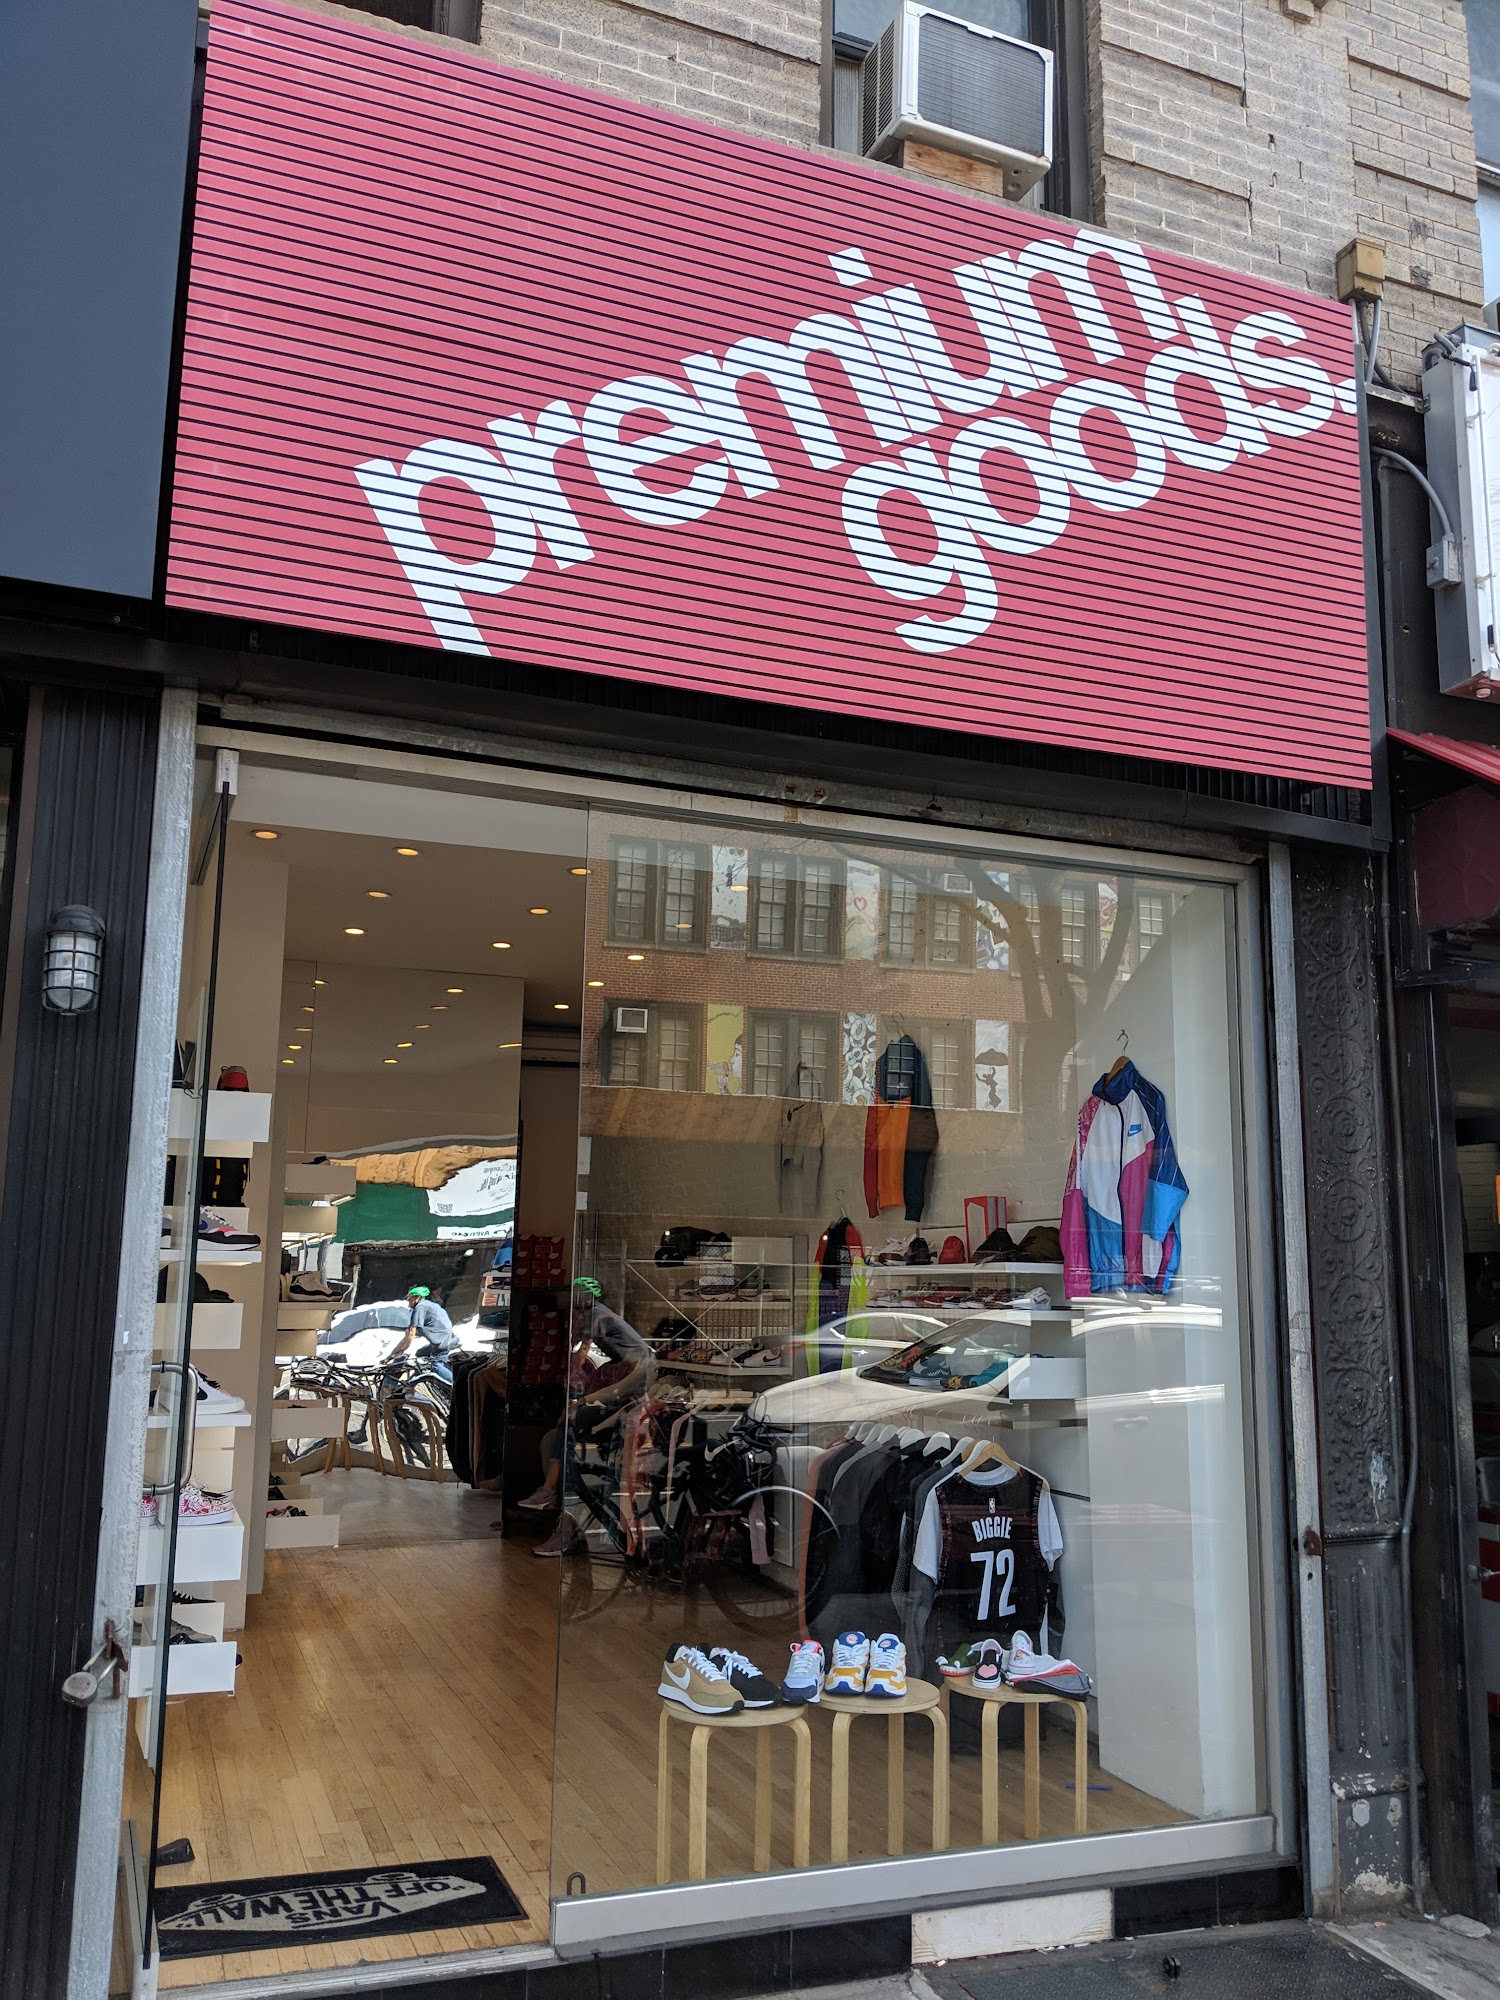 premium
goods.
BIGGIE
72
VANS
"OFF THE WALL"